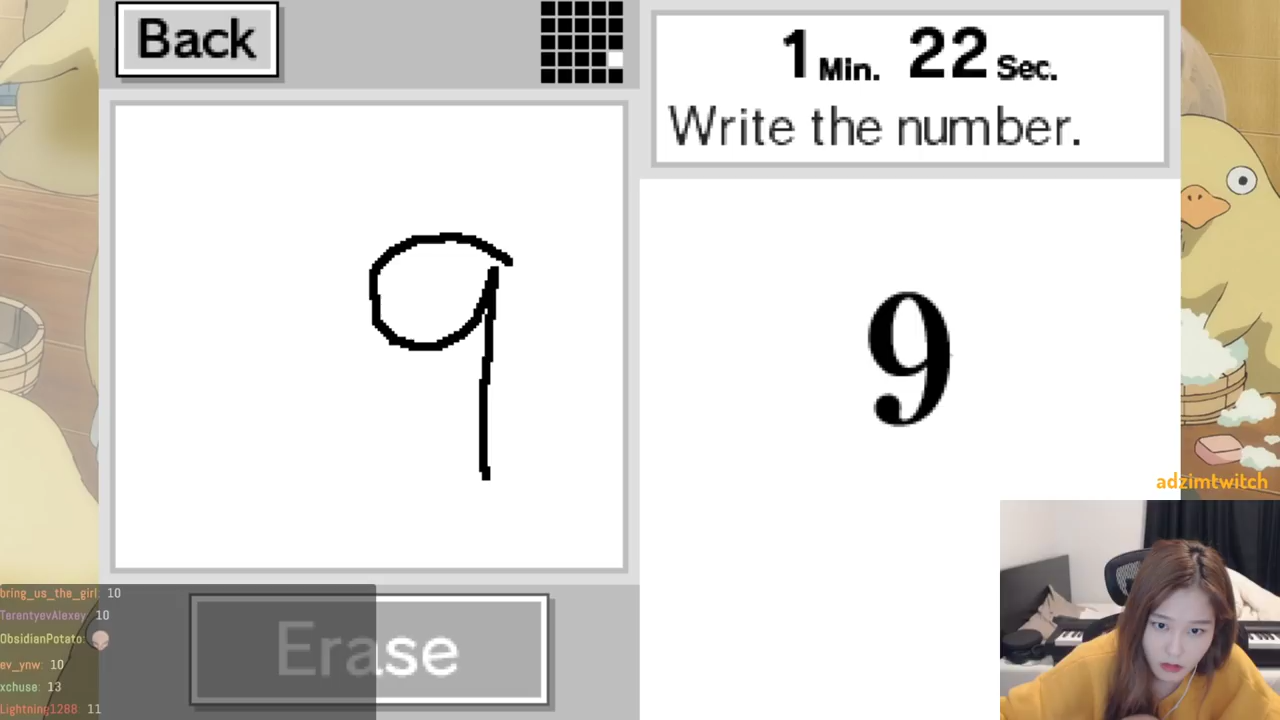 Back
1 Min. 22 Sec.
Write the number.
9
9
adzimtwitch
bring_us_the_girl: 10
TerentyevAlexey: 10
ObsidianPotato:
ev_ynw: 10
xchuse: 13
Lightning1288: 11
Erase